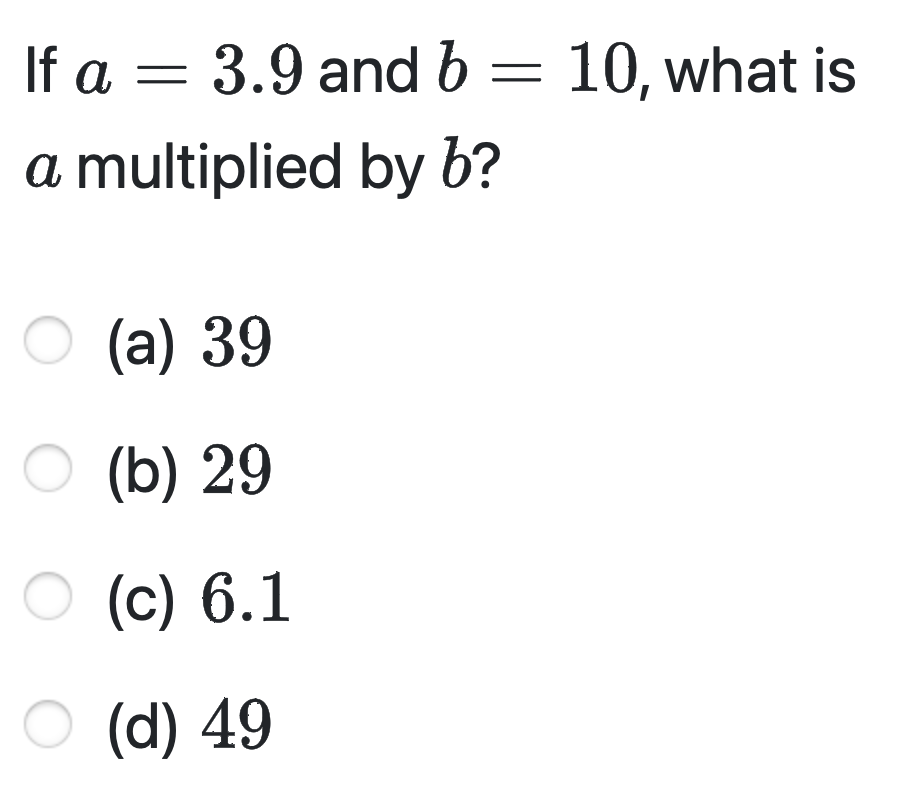 If a = 3.9 and b = 10, what is
a multiplied by b?
(a) 39
(b) 29
(c) 6.1
(d) 49